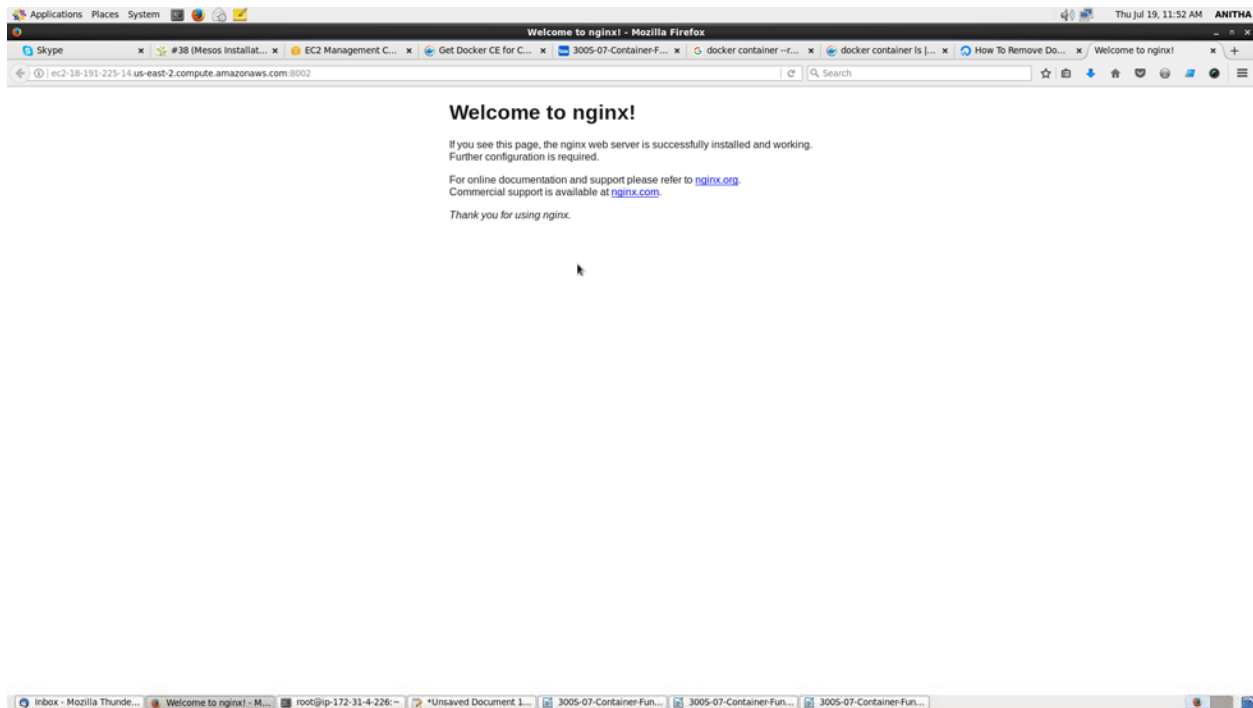 Applications Places System Thu Jul 19, 11:52 AM ANITHA
Welcome to nginx! - Mozilla Firefox
Skype #38 (Mesos Installat... EC2 Management C... Get Docker CE for C... 3005-07-Container-F... docker container --r... docker container ls |... How To Remove Do... Welcome to nginx!
ec2-18-191-225-14.us-east-2.compute.amazonaws.com:8002 Search
Welcome to nginx!
If you see this page, the nginx web server is successfully installed and working.
Further configuration is required.
For online documentation and support please refer to nginx.org.
Commercial support is available at nginx.com.
Thank you for using nginx.
Inbox - Mozilla Thunde... Welcome to nginx! - M... root@ip-172-31-4-226:~ *Unsaved Document 1... 3005-07-Container-Fun... 3005-07-Container-Fun... 3005-07-Container-Fun...